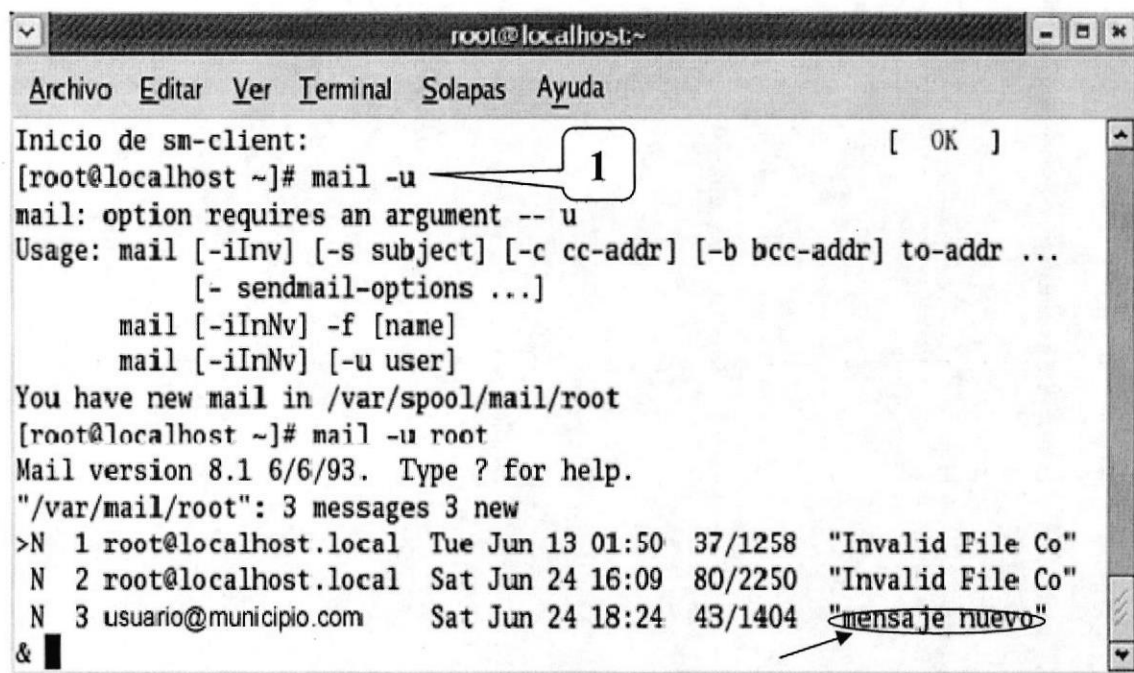 root@localhost:~
Archivo Editar Ver Terminal Solapas Ayuda
Inicio de sm-client: [ OK ]
[root@localhost ~]# mail -u
1
mail: option requires an argument -- u
Usage: mail [-iInv] [-s subject] [-c cc-addr] [-b bcc-addr] to-addr ...
[- sendmail-options ...]
mail [-iInNv] -f [name]
mail [-iInNv] [-u user]
You have new mail in /var/spool/mail/root
[root@localhost ~]# mail -u root
Mail version 8.1 6/6/93. Type ? for help.
"/var/mail/root": 3 messages 3 new
>N 1 root@localhost.local Tue Jun 13 01:50 37/1258 "Invalid File Co"
N 2 root@localhost.local Sat Jun 24 16:09 80/2250 "Invalid File Co"
N 3 usuario@municipio.com Sat Jun 24 18:24 43/1404 "mensaje nuevo"
&